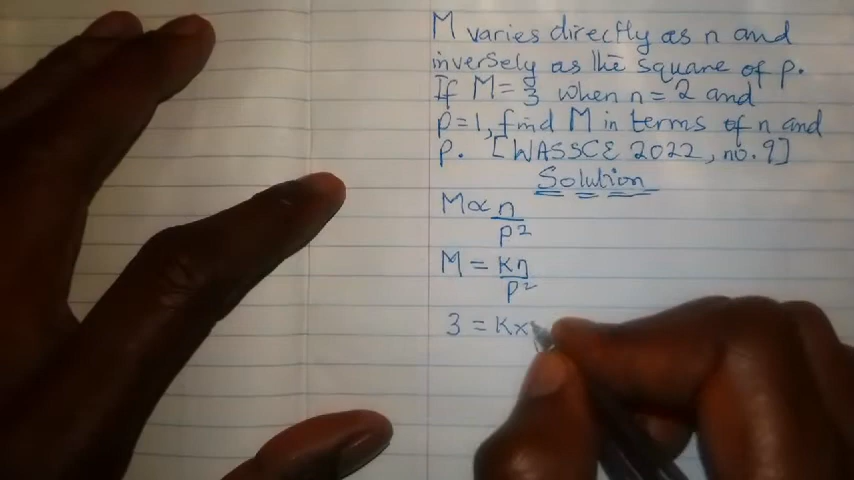 M varies directly as n and
inversely as the square of p.
If M = 3 when n = 2 and
p = 1, find M in terms of n and
p. [WASSCE 2022, no. 9]
Solution
M ∝ n
p²
M = Kn
p²
3 = K×